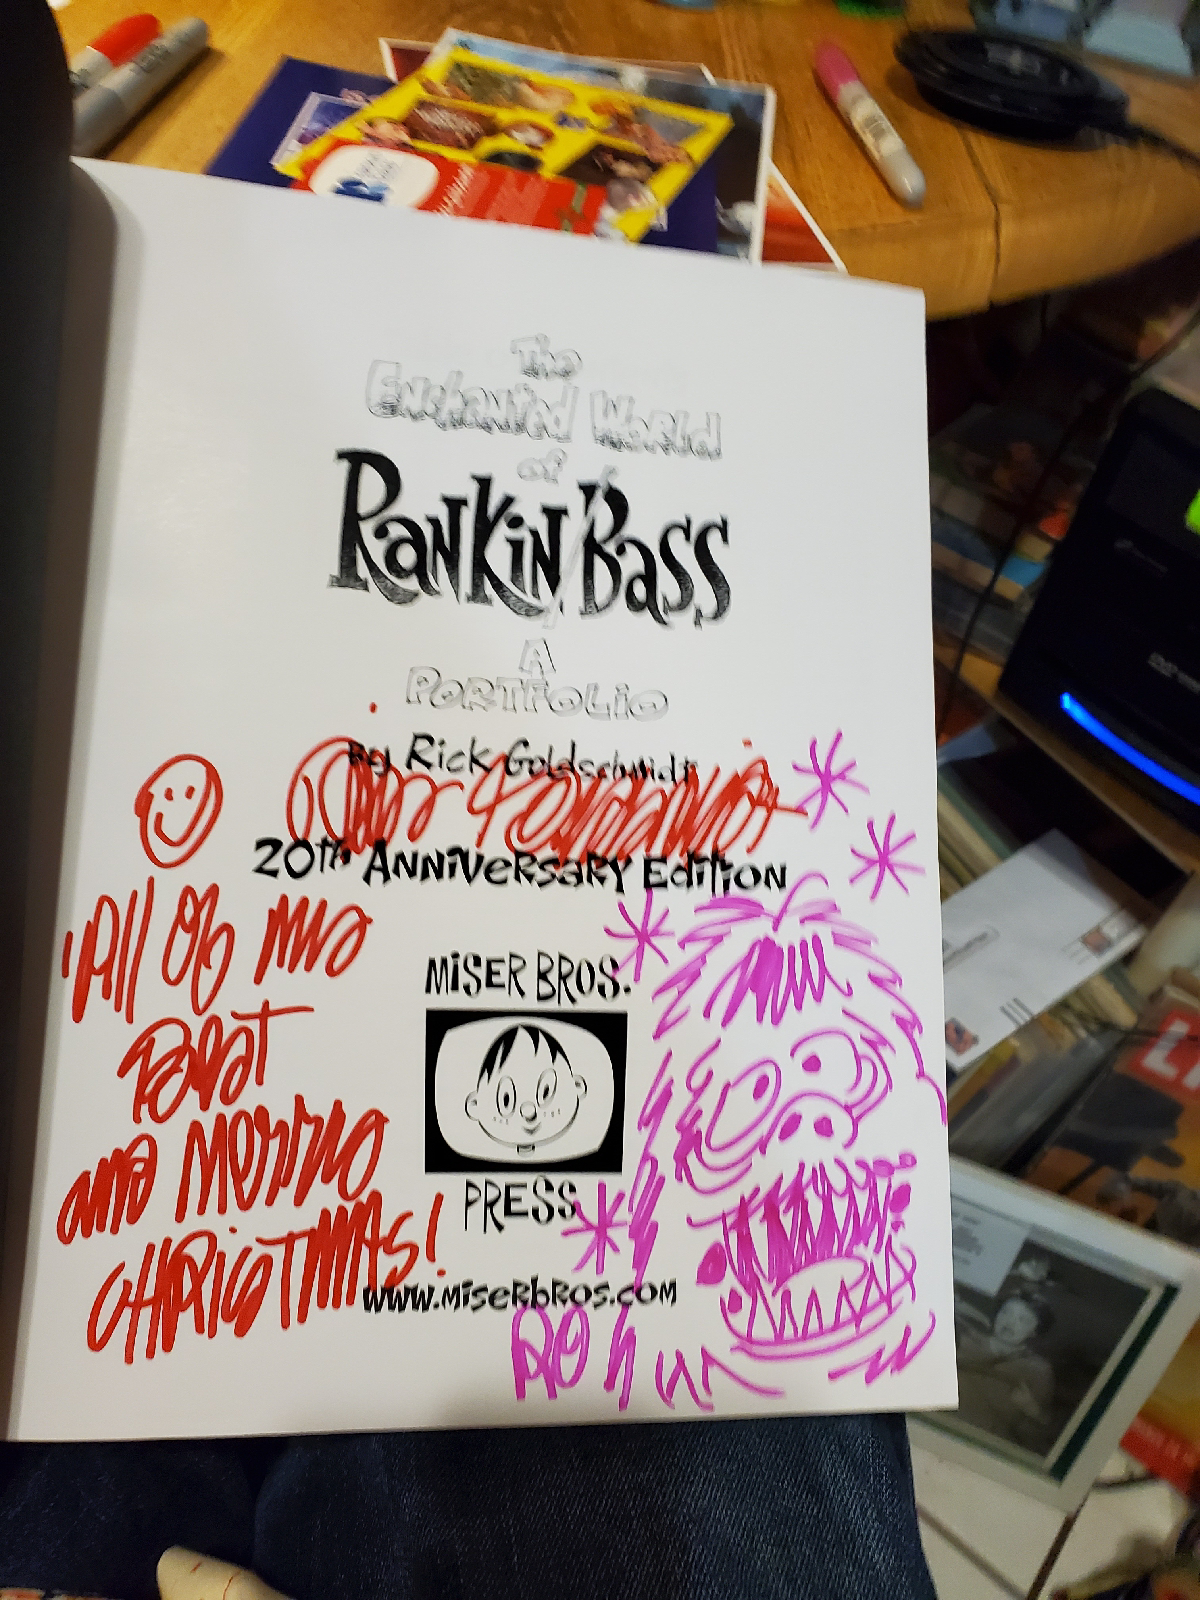 The
Enchanted World
of
Rankin/Bass
A
Portfolio
By Rick Goldschmidt
20th Anniversary Edition
All of my
Best
and Merry
CHRISTMAS!
MiSER BROS.
PRESS
www.miserbros.com